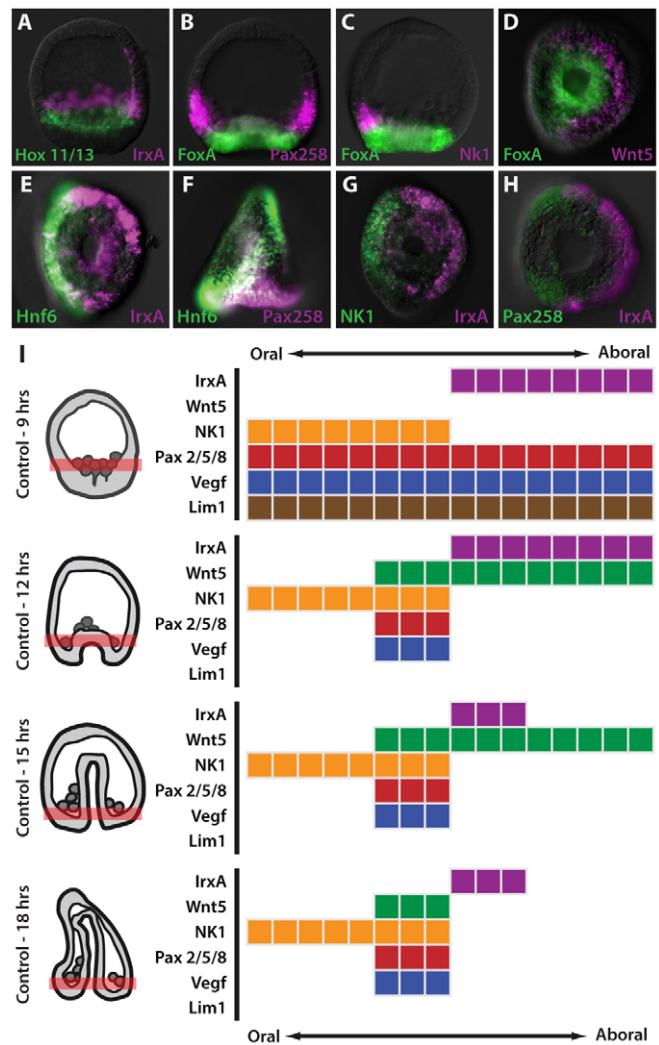 A
Hox 11/13 IrxA
B
FoxA Pax258
C
FoxA Nk1
D
FoxA Wnt5
E
Hnf6 IrxA
F
Hnf6 Pax258
G
NK1 IrxA
H
Pax258 IrxA
I
Oral Aboral
Control - 9 hrs
IrxA
Wnt5
NK1
Pax 2/5/8
Vegf
Lim1
Control - 12 hrs
IrxA
Wnt5
NK1
Pax 2/5/8
Vegf
Lim1
Control - 15 hrs
IrxA
Wnt5
NK1
Pax 2/5/8
Vegf
Lim1
Control - 18 hrs
IrxA
Wnt5
NK1
Pax 2/5/8
Vegf
Lim1
Oral Aboral